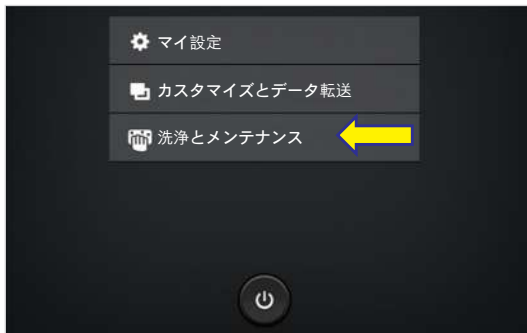 マイ設定
カスタマイズとデータ転送
洗浄とメンテナンス